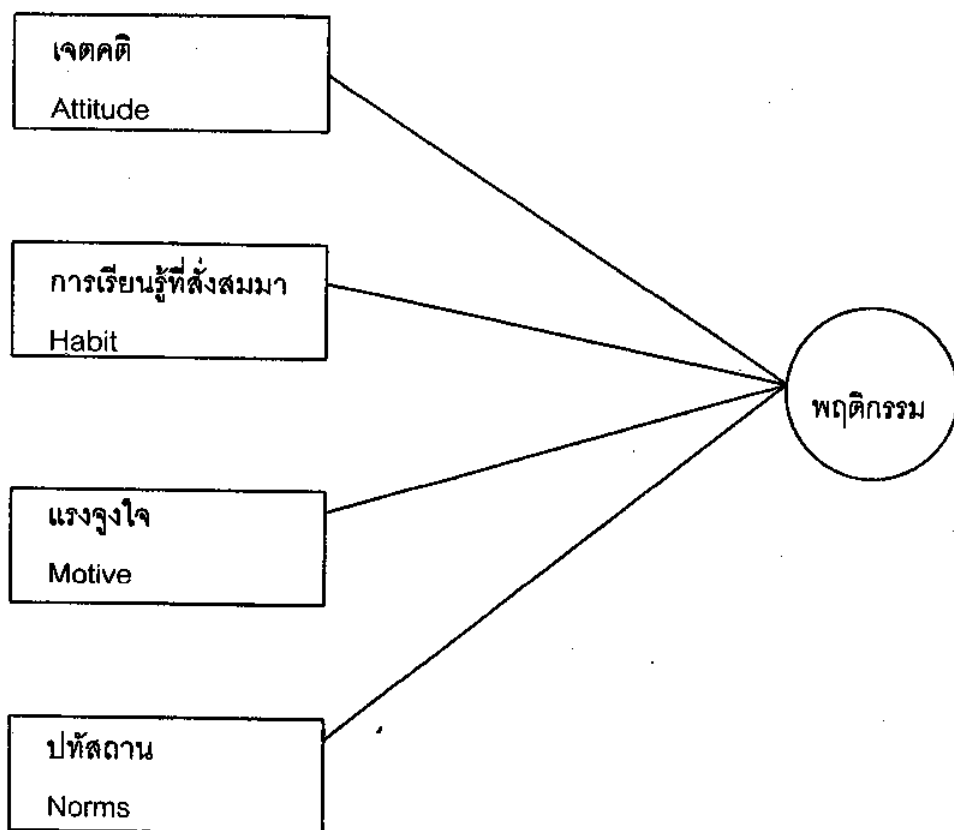 เจตคติ
Attitude
การเรียนรู้ที่สั่งสมมา
Habit
พฤติกรรม
แรงจูงใจ
Motive
ปทัสถาน
Norms